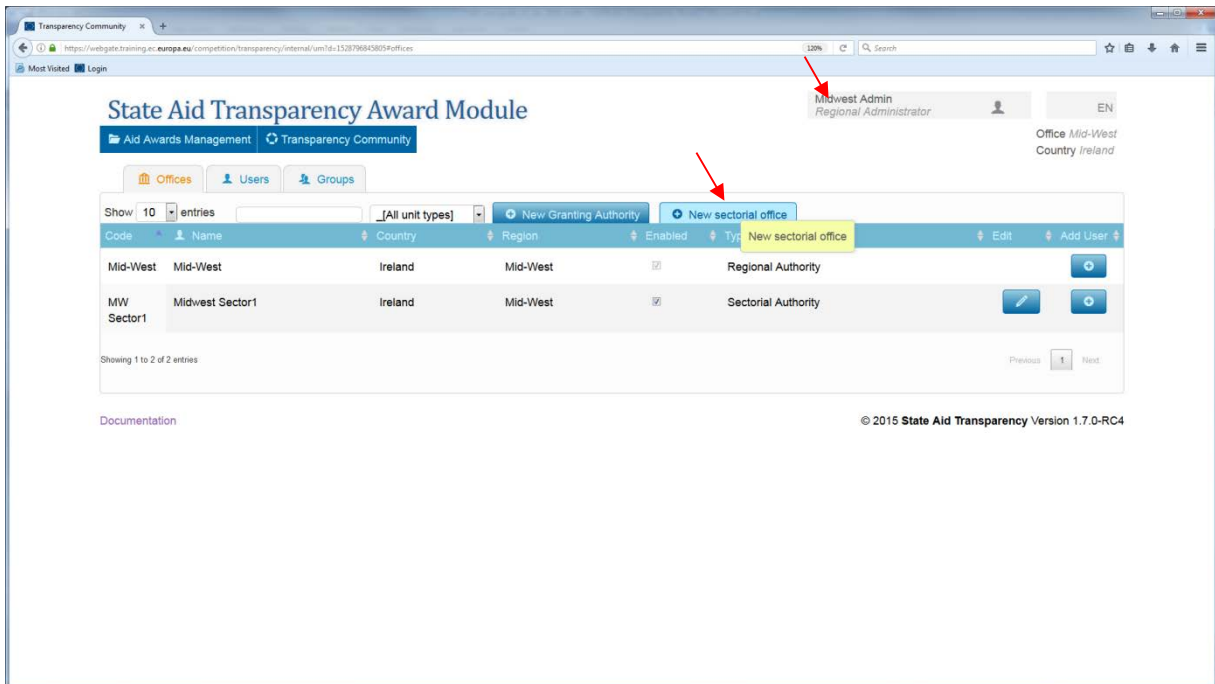 Transparency Community × +
https://webgate.training.ec.europa.eu/competition/transparency/internal/um?d=1528796845805#offices 120% Search
Most Visited Login
State Aid Transparency Award Module
Midwest Admin
Regional Administrator
EN
Aid Awards Management Transparency Community
Office Mid-West
Country Ireland
Offices Users Groups
Show 10 entries _[All unit types] New Granting Authority New sectorial office
Code Name Country Region Enabled Typ Edit Add User
New sectorial office
Mid-West Mid-West Ireland Mid-West Regional Authority
MW Midwest Sector1 Ireland Mid-West Sectorial Authority
Sector1
Showing 1 to 2 of 2 entries Previous 1 Next
Documentation © 2015 State Aid Transparency Version 1.7.0-RC4